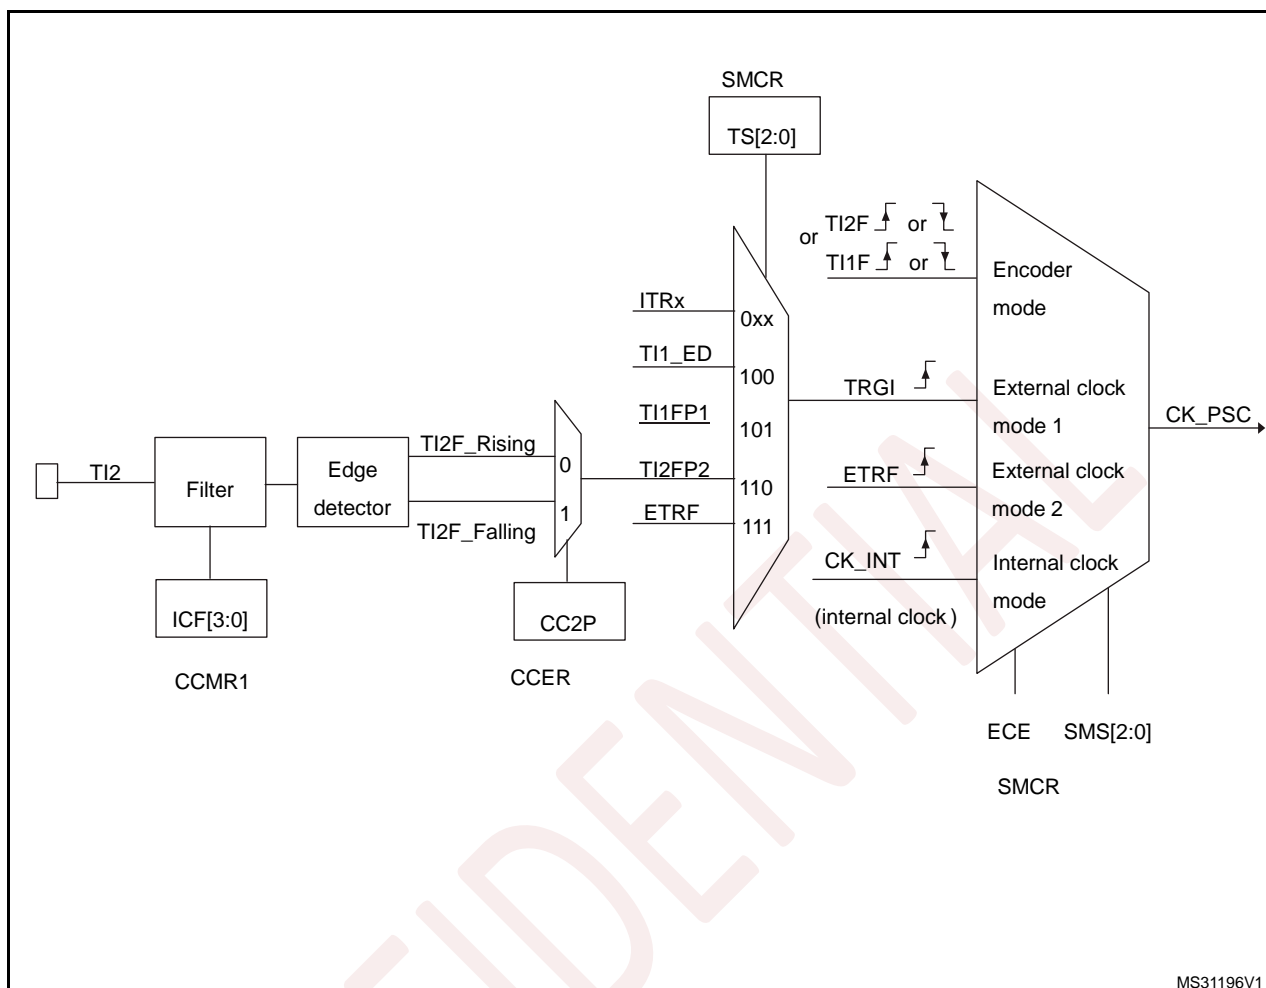 SMCR
TS[2:0]
or TI2F or
TI1F or
Encoder
mode
ITRx
0xx
TI1_ED
100
TRGI
External clock
mode 1
CK_PSC
TI1FP1
101
TI2
Filter
Edge
detector
TI2F_Rising
0
TI2F_Falling
1
TI2FP2
110
ETRF
111
ETRF
External clock
mode 2
CK_INT
Internal clock
mode
(internal clock)
ICF[3:0]
CC2P
CCMR1
CCER
ECE SMS[2:0]
SMCR
FIDENTIAL
MS31196V1